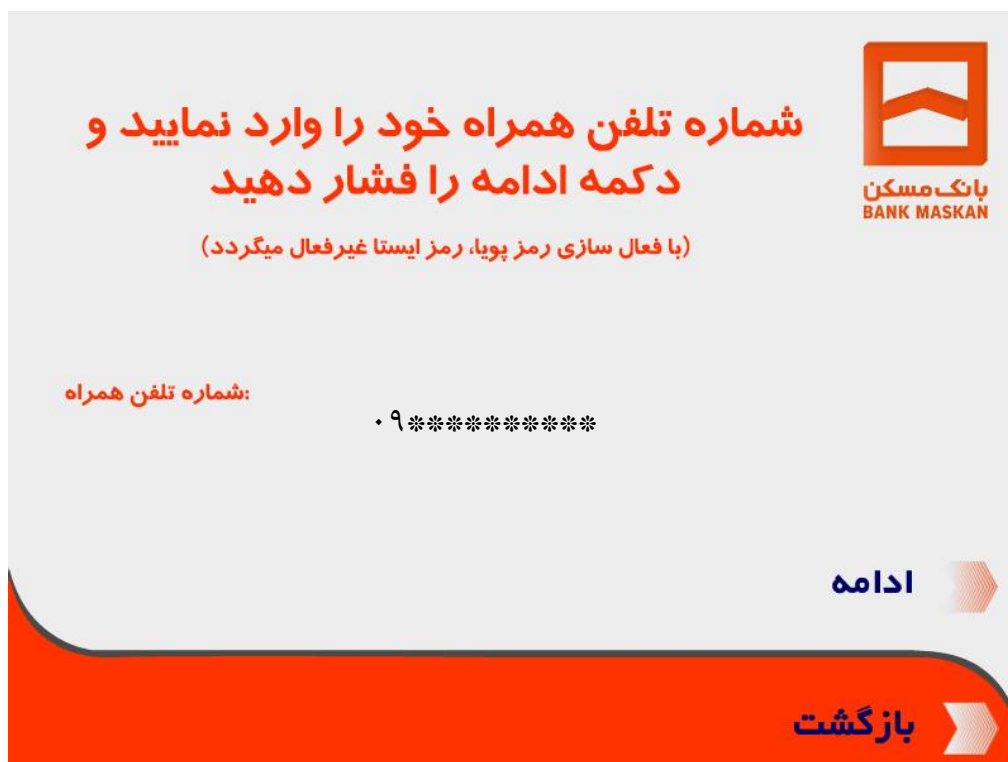 بانک مسکن
BANK MASKAN
شماره تلفن همراه خود را وارد نمایید و
دکمه ادامه را فشار دهید
(با فعال سازی رمز پویا، رمز ایستا غیرفعال میگردد)
:شماره تلفن همراه
۰۹**********
ادامه
بازگشت